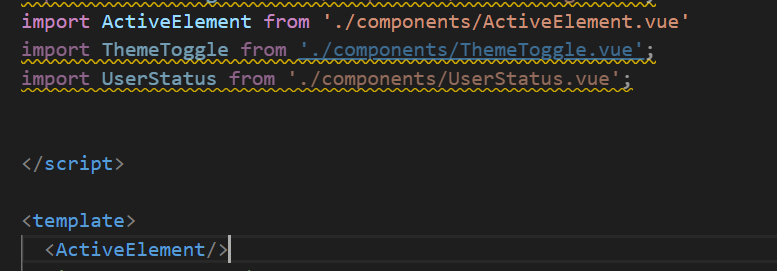 import ActiveElement from './components/ActiveElement.vue'
import ThemeToggle from './components/ThemeToggle.vue';
import UserStatus from './components/UserStatus.vue';
</script>
<template>
<ActiveElement/>